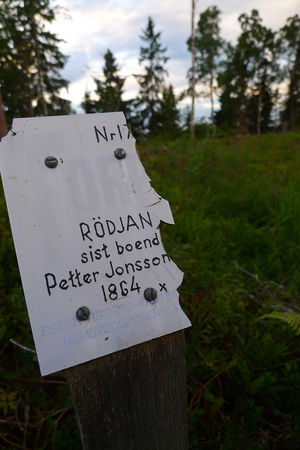 Nr 17
RÖDJAN
sist boend
Petter Jonsson
1864 x